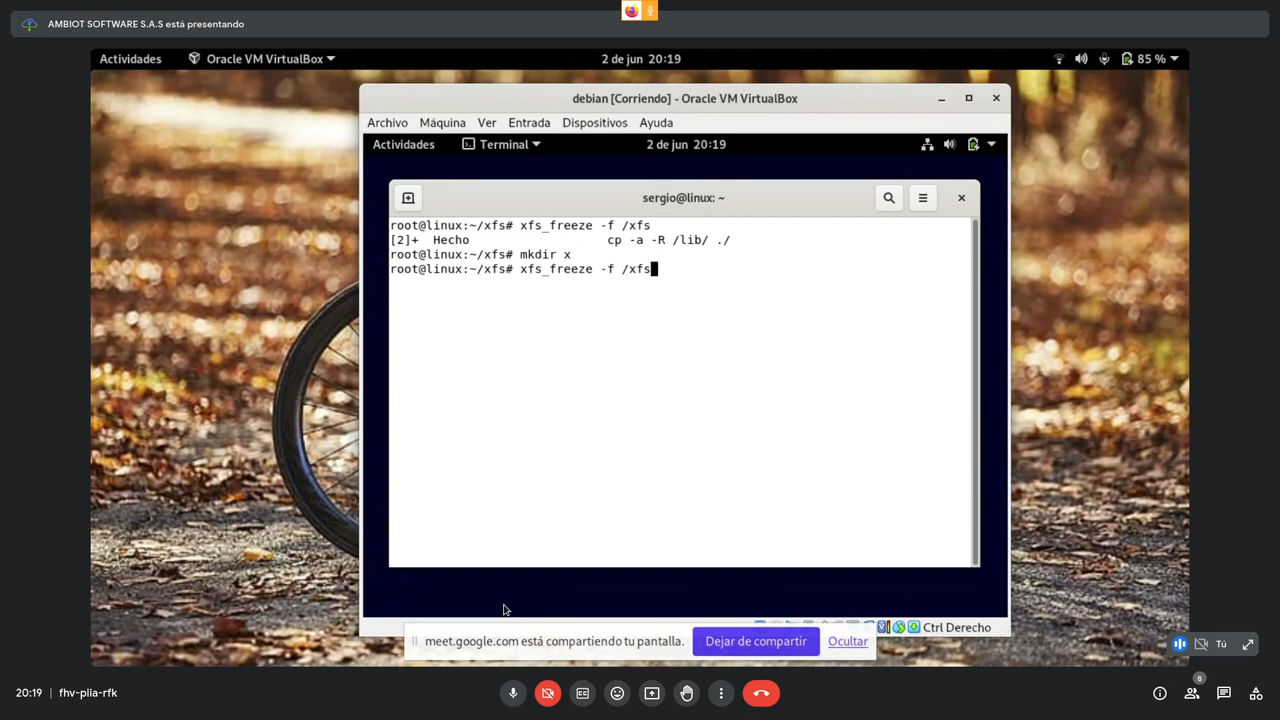 AMBIOT SOFTWARE S.A.S está presentando
Actividades Oracle VM VirtualBox 2 de jun 20:19 85 %
debian [Corriendo] - Oracle VM VirtualBox
Archivo Máquina Ver Entrada Dispositivos Ayuda
Actividades Terminal 2 de jun 20:19
sergio@linux: ~
root@linux:~/xfs# xfs_freeze -f /xfs
[2]+  Hecho                   cp -a -R /lib/ ./
root@linux:~/xfs# mkdir x
root@linux:~/xfs# xfs_freeze -f /xfs
Ctrl Derecho
meet.google.com está compartiendo tu pantalla. Dejar de compartir Ocultar
Tú
20:19 fhv-piia-rfk
8